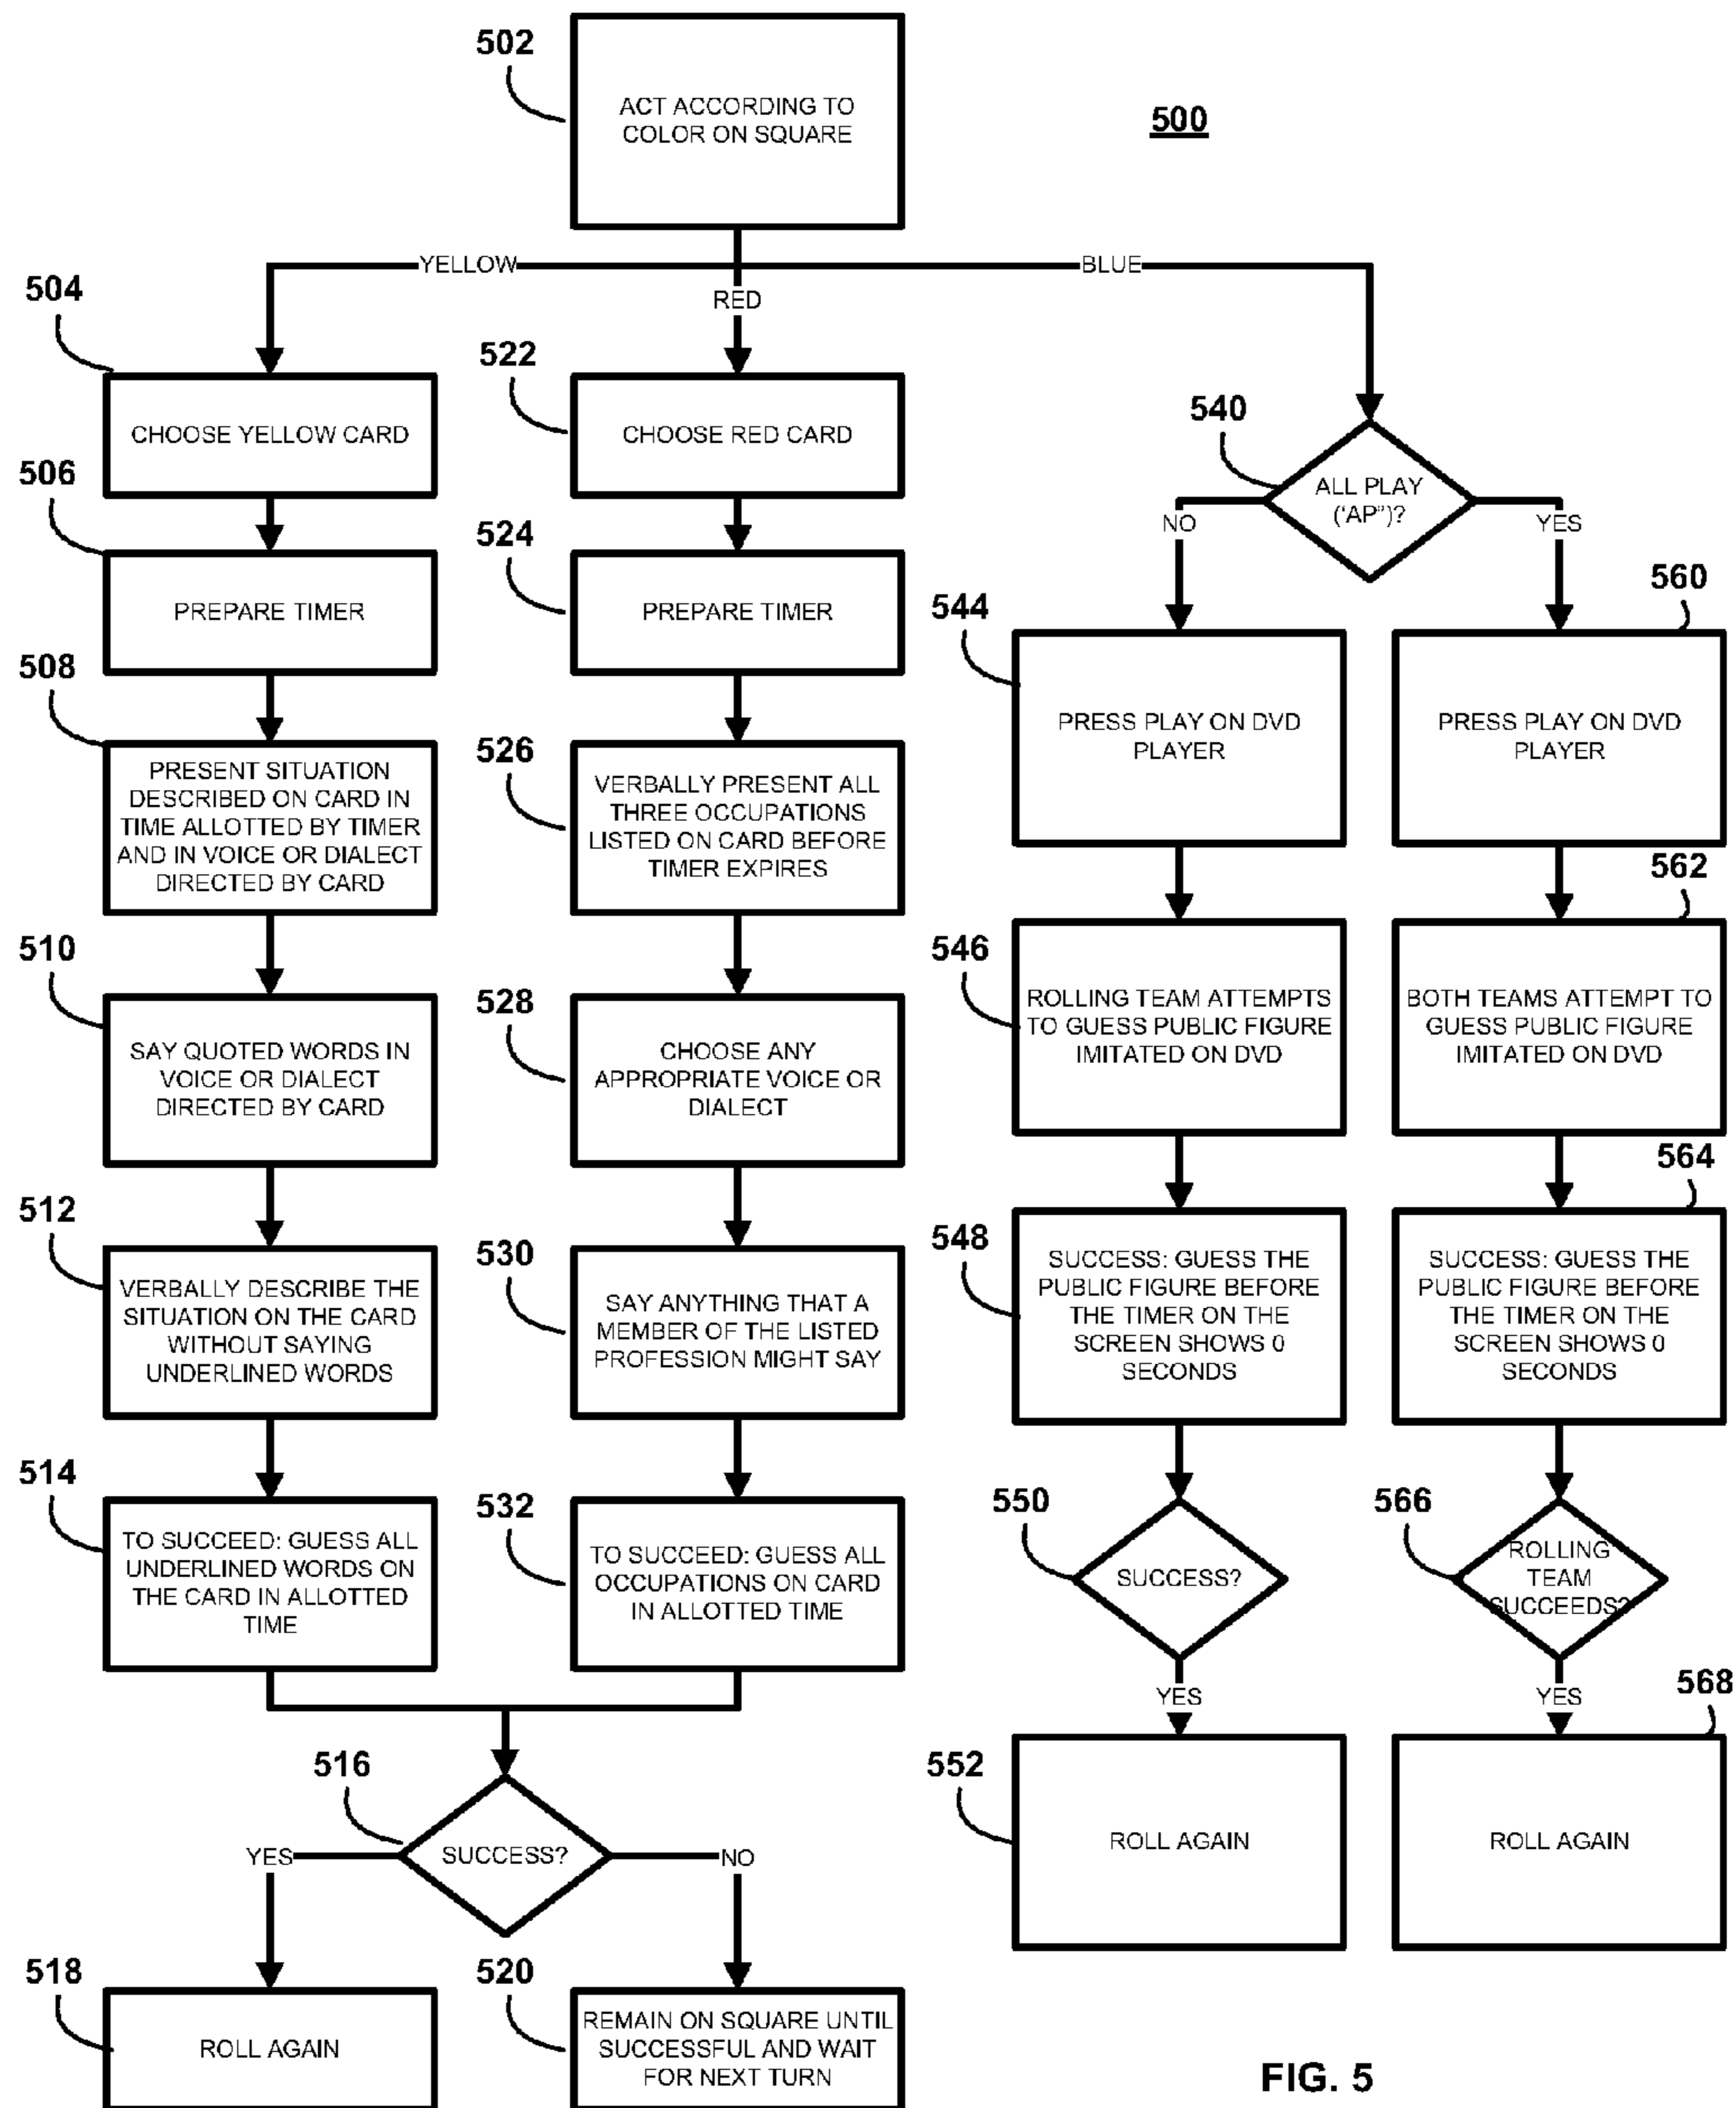 502
ACT ACCORDING TO
COLOR ON SQUARE
500
YELLOW
RED
BLUE
504
CHOOSE YELLOW CARD
506
PREPARE TIMER
508
PRESENT SITUATION
DESCRIBED ON CARD IN
TIME ALLOTTED BY TIMER
AND IN VOICE OR DIALECT
DIRECTED BY CARD
510
SAY QUOTED WORDS IN
VOICE OR DIALECT
DIRECTED BY CARD
512
VERBALLY DESCRIBE THE
SITUATION ON THE CARD
WITHOUT SAYING
UNDERLINED WORDS
514
TO SUCCEED: GUESS ALL
UNDERLINED WORDS ON
THE CARD IN ALLOTTED
TIME
522
CHOOSE RED CARD
524
PREPARE TIMER
526
VERBALLY PRESENT ALL
THREE OCCUPATIONS
LISTED ON CARD BEFORE
TIMER EXPIRES
528
CHOOSE ANY
APPROPRIATE VOICE OR
DIALECT
530
SAY ANYTHING THAT A
MEMBER OF THE LISTED
PROFESSION MIGHT SAY
532
TO SUCCEED: GUESS ALL
OCCUPATIONS ON CARD
IN ALLOTTED TIME
516
SUCCESS?
YES
NO
518
ROLL AGAIN
520
REMAIN ON SQUARE UNTIL
SUCCESSFUL AND WAIT
FOR NEXT TURN
540
ALL PLAY
('AP")?
NO
YES
544
PRESS PLAY ON DVD
PLAYER
546
ROLLING TEAM ATTEMPTS
TO GUESS PUBLIC FIGURE
IMITATED ON DVD
548
SUCCESS: GUESS THE
PUBLIC FIGURE BEFORE
THE TIMER ON THE
SCREEN SHOWS 0
SECONDS
550
SUCCESS?
YES
552
ROLL AGAIN
560
PRESS PLAY ON DVD
PLAYER
562
BOTH TEAMS ATTEMPT TO
GUESS PUBLIC FIGURE
IMITATED ON DVD
564
SUCCESS: GUESS THE
PUBLIC FIGURE BEFORE
THE TIMER ON THE
SCREEN SHOWS 0
SECONDS
566
ROLLING
TEAM
SUCCEEDS?
YES
568
ROLL AGAIN
FIG. 5